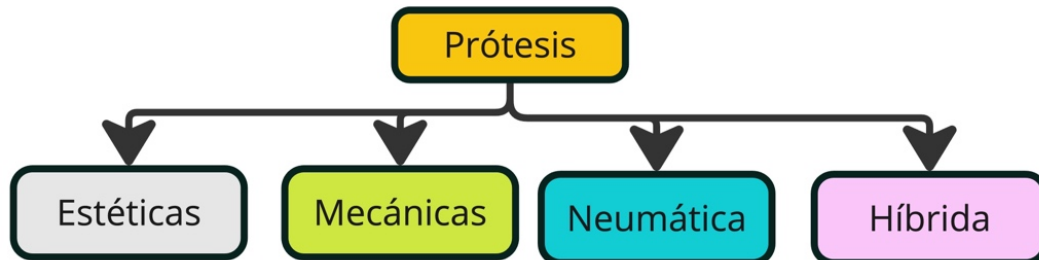 Prótesis
Estéticas
Mecánicas
Neumática
Híbrida